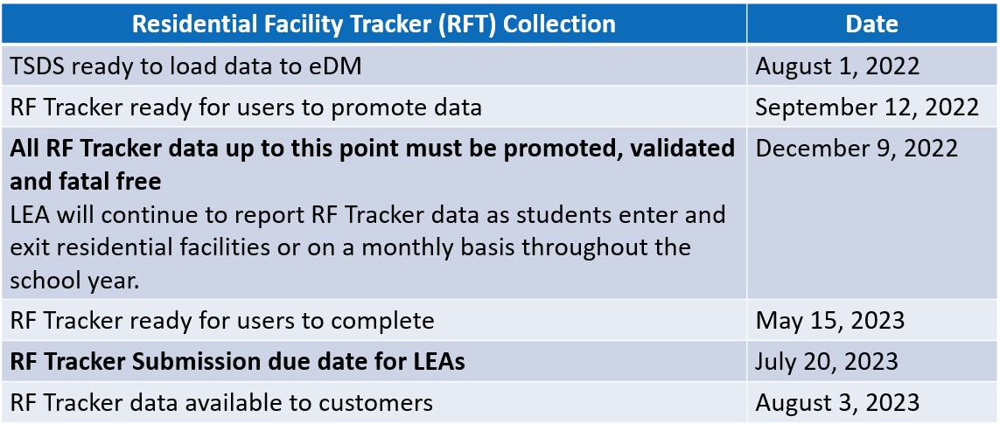 Residential Facility Tracker (RFT) Collection Date
TSDS ready to load data to eDM August 1, 2022
RF Tracker ready for users to promote data September 12, 2022
All RF Tracker data up to this point must be promoted, validated December 9, 2022
and fatal free
LEA will continue to report RF Tracker data as students enter and
exit residential facilities or on a monthly basis throughout the
school year.
RF Tracker ready for users to complete May 15, 2023
RF Tracker Submission due date for LEAs July 20, 2023
RF Tracker data available to customers August 3, 2023